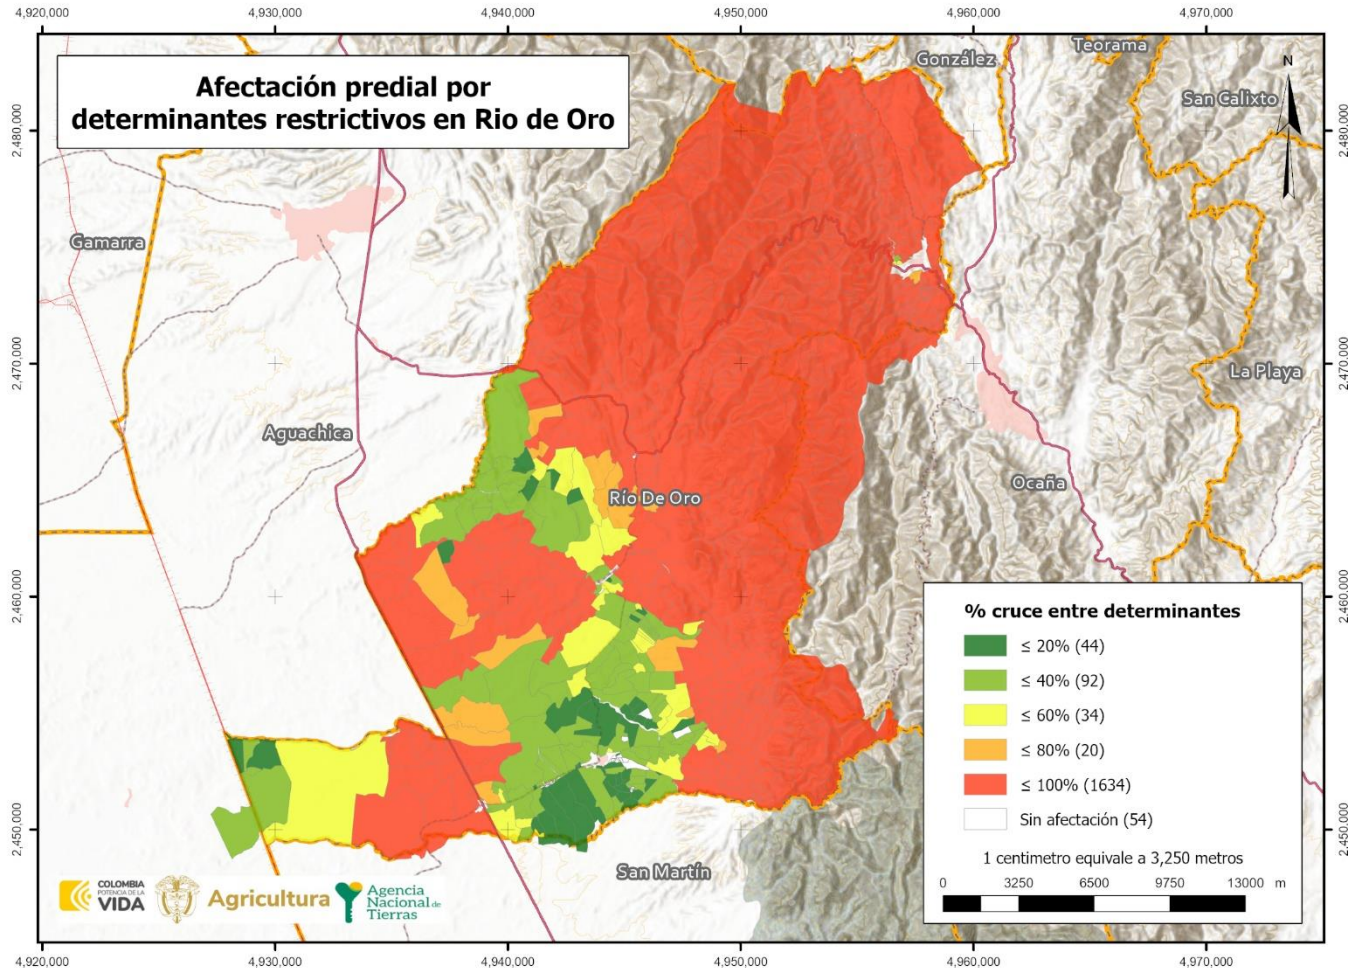 4,920,000 4,930,000 4,940,000 4,950,000 4,960,000 4,970,000
Afectación predial por
determinantes restrictivos en Rio de Oro
González
Teorama
N
San Calixto
2,480,000 2,480,000
Gamarra
2,470,000 2,470,000
La Playa
Aguachica
Ocaña
Río De Oro
2,460,000 2,460,000
% cruce entre determinantes
≤ 20% (44)
≤ 40% (92)
≤ 60% (34)
≤ 80% (20)
≤ 100% (1634)
Sin afectación (54)
2,450,000 2,450,000
1 centimetro equivale a 3,250 metros
0 3250 6500 9750 13000 m
San Martín
COLOMBIA
POTENCIA DE LA
VIDA
Agricultura
Agencia
Nacional de
Tierras
4,920,000 4,930,000 4,940,000 4,950,000 4,960,000 4,970,000